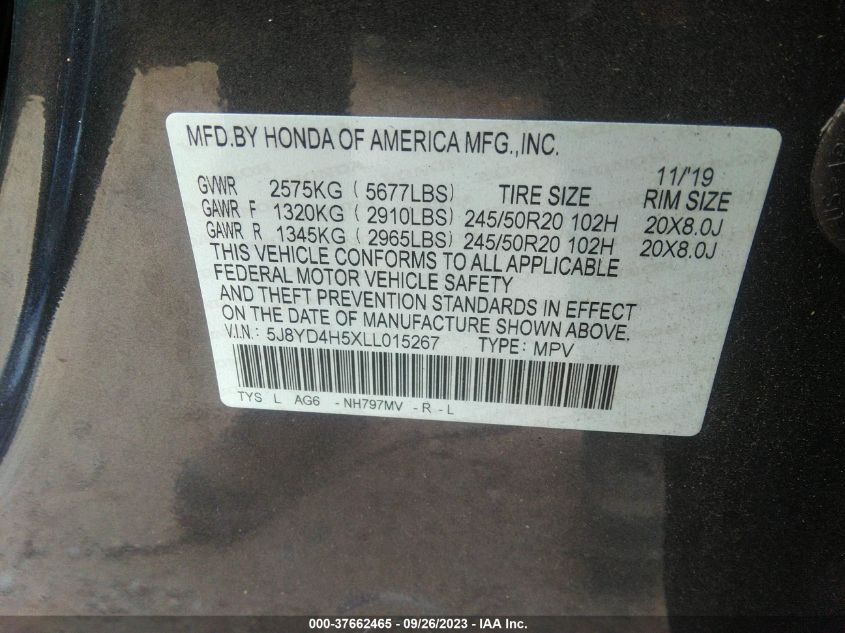 MFD.BY HONDA OF AMERICA MFG.,INC.
11/'19
GVWR 2575KG ( 5677LBS) TIRE SIZE RIM SIZE
GAWR F 1320KG ( 2910LBS) 245/50R20 102H 20X8.0J
GAWR R 1345KG ( 2965LBS) 245/50R20 102H 20X8.0J
THIS VEHICLE CONFORMS TO ALL APPLICABLE
FEDERAL MOTOR VEHICLE SAFETY
AND THEFT PREVENTION STANDARDS IN EFFECT
ON THE DATE OF MANUFACTURE SHOWN ABOVE.
V.I.N.: 5J8YD4H5XLL015267 TYPE: MPV
TYS L AG6 -NH797MV -R -L
000-37662465 - 09/26/2023 - IAA Inc.